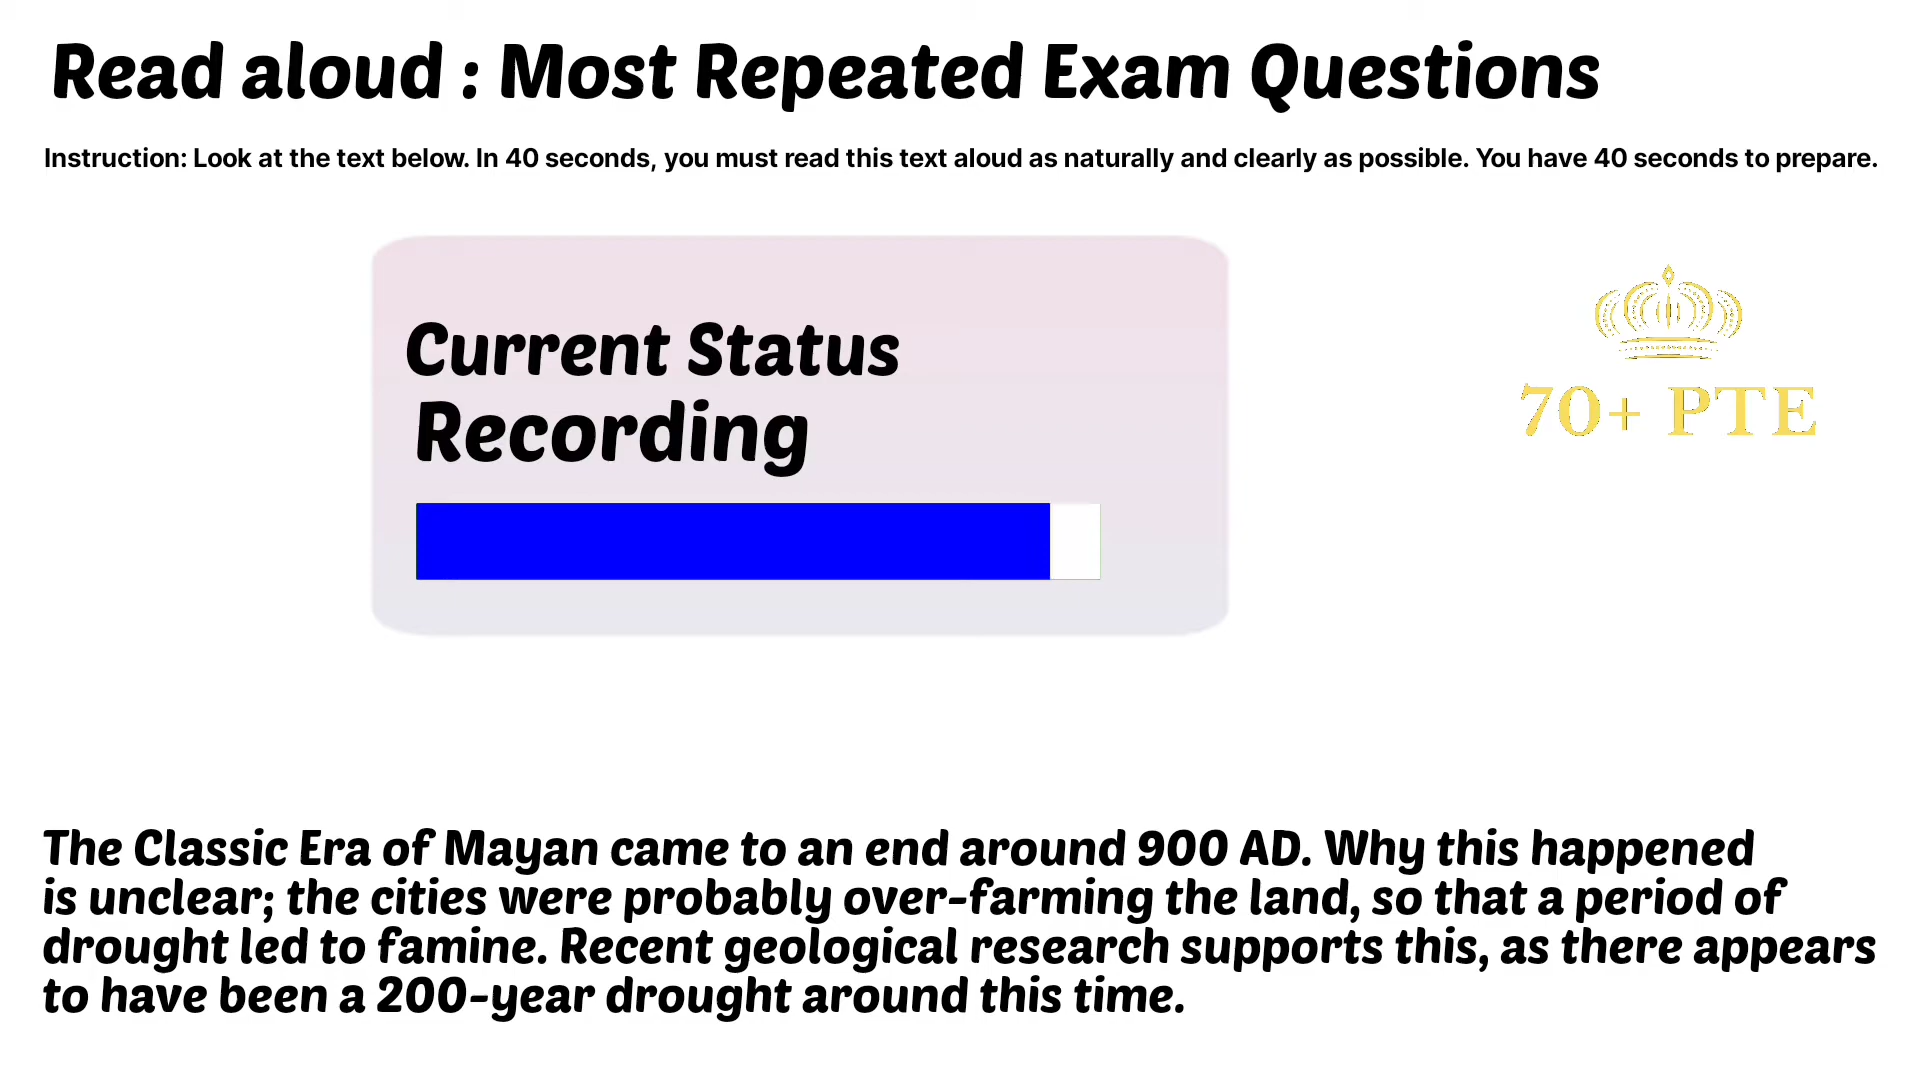 Read aloud : Most Repeated Exam Questions
Instruction: Look at the text below. In 40 seconds, you must read this text aloud as naturally and clearly as possible. You have 40 seconds to prepare.
Current Status
Recording
70+ PTE
The Classic Era of Mayan came to an end around 900 AD. Why this happened
is unclear; the cities were probably over-farming the land, so that a period of
drought led to famine. Recent geological research supports this, as there appears
to have been a 200-year drought around this time.